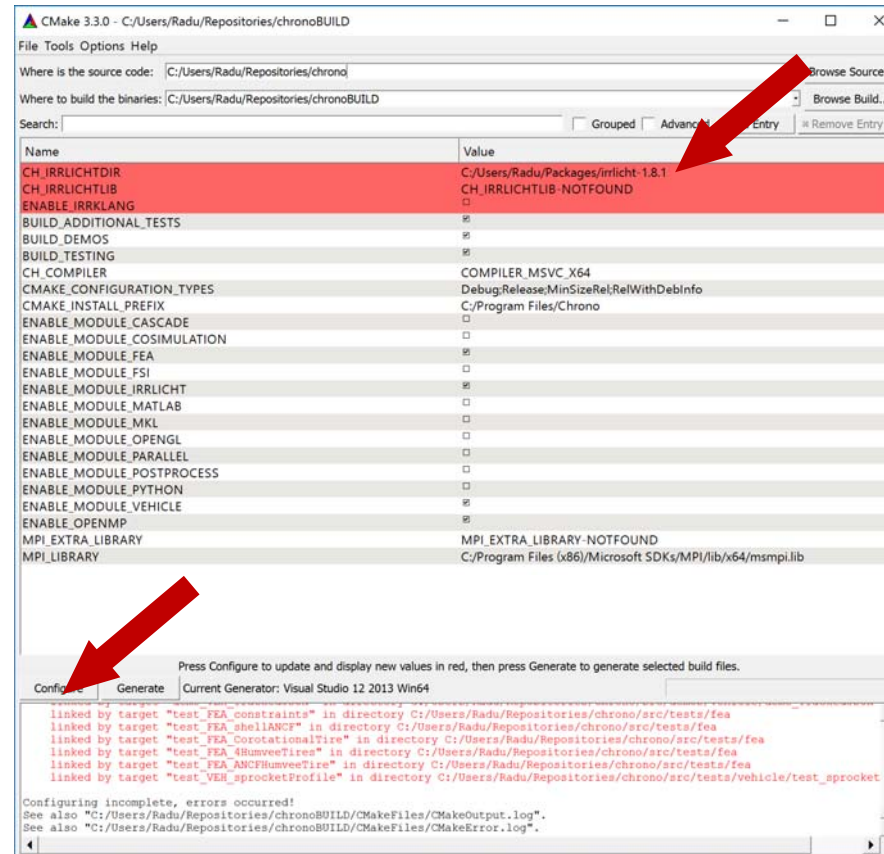 CMake 3.3.0 - C:/Users/Radu/Repositories/chronoBUILD
File Tools Options Help
Where is the source code: C:/Users/Radu/Repositories/chrono Browse Source
Where to build the binaries: C:/Users/Radu/Repositories/chronoBUILD Browse Build..
Search: Grouped Advanced Entry Remove Entry
Name Value
CH_IRRLICHTDIR C:/Users/Radu/Packages/irrlicht-1.8.1
CH_IRRLICHTLIB CH_IRRLICHTLIB-NOTFOUND
ENABLE_IRRKLANG
BUILD_ADDITIONAL_TESTS
BUILD_DEMOS
BUILD_TESTING
CH_COMPILER COMPILER_MSVC_X64
CMAKE_CONFIGURATION_TYPES Debug;Release;MinSizeRel;RelWithDebInfo
CMAKE_INSTALL_PREFIX C:/Program Files/Chrono
ENABLE_MODULE_CASCADE
ENABLE_MODULE_COSIMULATION
ENABLE_MODULE_FEA
ENABLE_MODULE_FSI
ENABLE_MODULE_IRRLICHT
ENABLE_MODULE_MATLAB
ENABLE_MODULE_MKL
ENABLE_MODULE_OPENGL
ENABLE_MODULE_PARALLEL
ENABLE_MODULE_POSTPROCESS
ENABLE_MODULE_PYTHON
ENABLE_MODULE_VEHICLE
ENABLE_OPENMP
MPI_EXTRA_LIBRARY MPI_EXTRA_LIBRARY-NOTFOUND
MPI_LIBRARY C:/Program Files (x86)/Microsoft SDKs/MPI/lib/x64/msmpi.lib
Press Configure to update and display new values in red, then press Generate to generate selected build files.
Configure Generate Current Generator: Visual Studio 12 2013 Win64
linked by target "test_FEA_constraints" in directory C:/Users/Radu/Repositories/chrono/src/tests/fea
linked by target "test_FEA_shellANCF" in directory C:/Users/Radu/Repositories/chrono/src/tests/fea
linked by target "test_FEA_CorotationalTire" in directory C:/Users/Radu/Repositories/chrono/src/tests/fea
linked by target "test_FEA_4HumveeTires" in directory C:/Users/Radu/Repositories/chrono/src/tests/fea
linked by target "test_FEA_ANCFHumveeTire" in directory C:/Users/Radu/Repositories/chrono/src/tests/fea
linked by target "test_VEH_sprocketProfile" in directory C:/Users/Radu/Repositories/chrono/src/tests/vehicle/test_sprocket
Configuring incomplete, errors occurred!
See also "C:/Users/Radu/Repositories/chronoBUILD/CMakeFiles/CMakeOutput.log".
See also "C:/Users/Radu/Repositories/chronoBUILD/CMakeFiles/CMakeError.log".